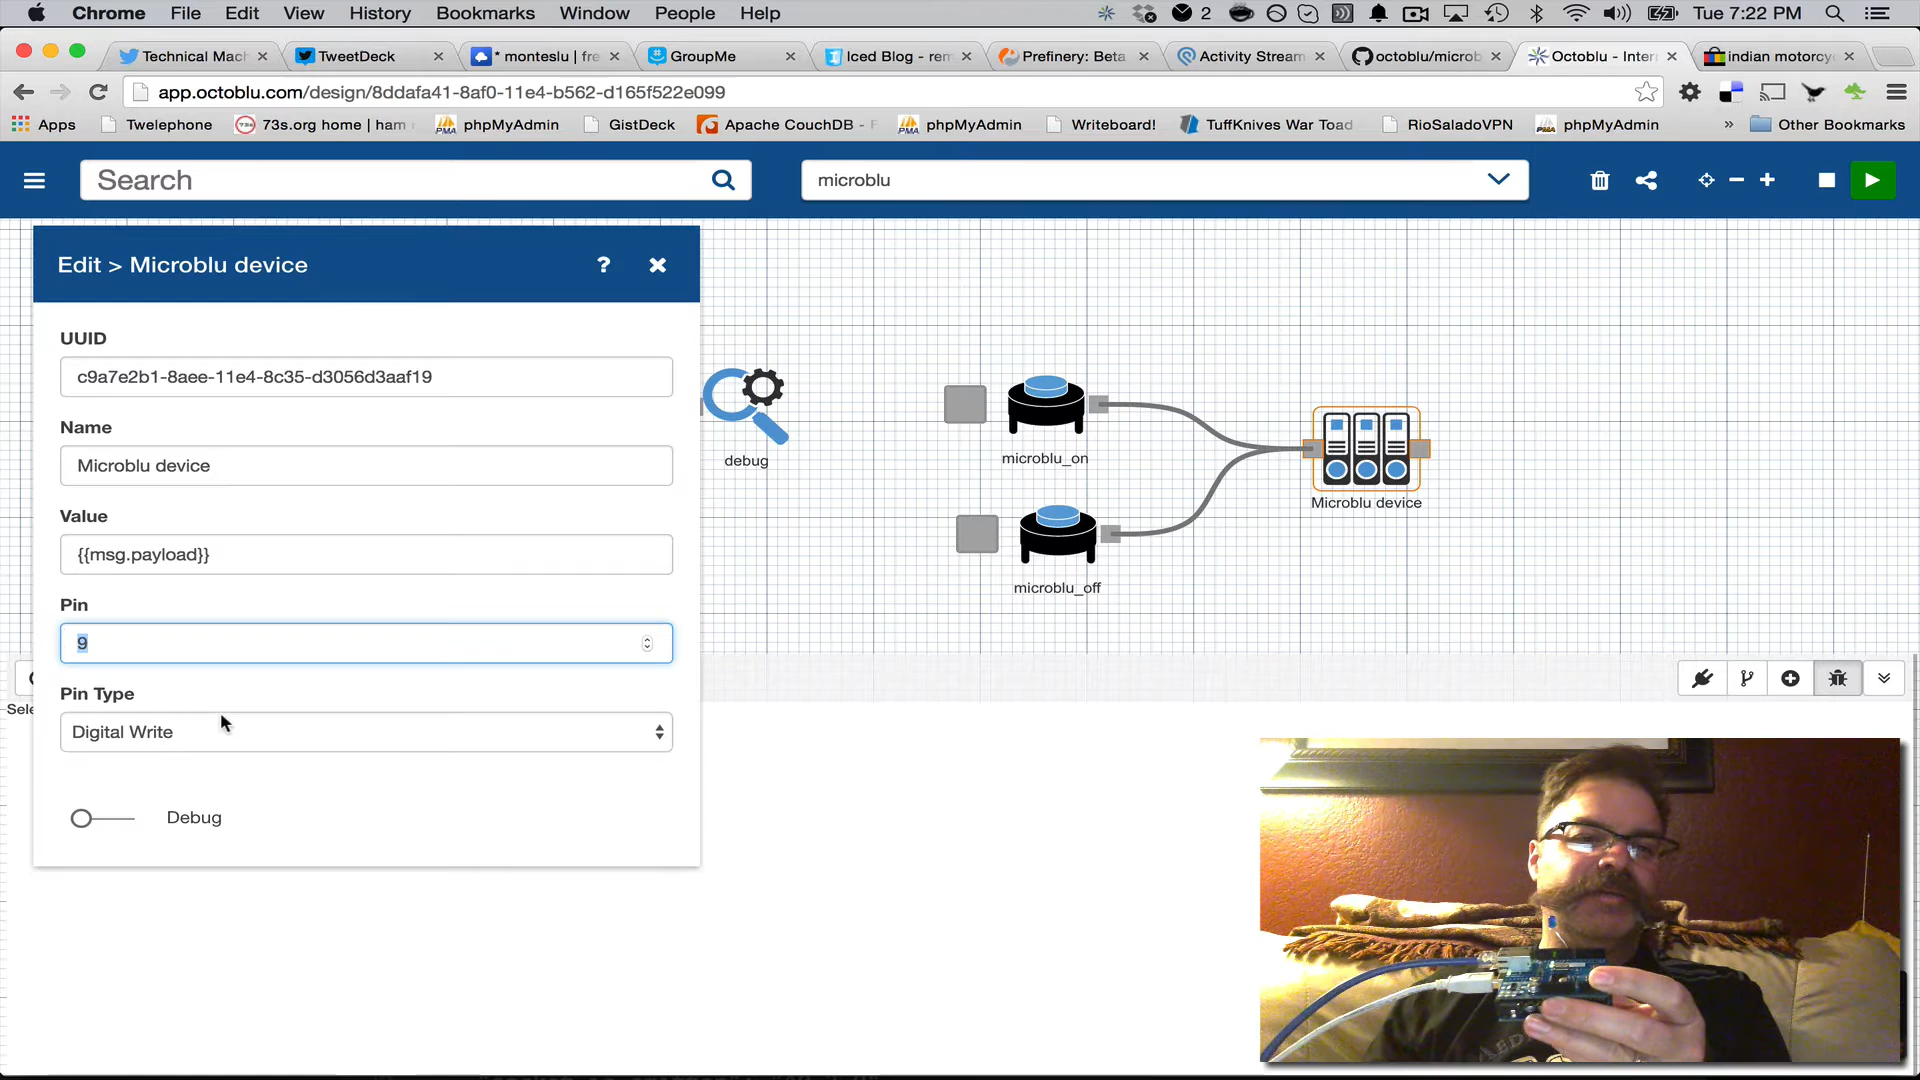 Chrome File Edit View History Bookmarks Window People Help 2 Tue 7:22 PM
Technical Mach TweetDeck * monteslu | fre GroupMe Iced Blog - rem Prefinery: Beta Activity Stream octoblu/microb Octoblu - Inter indian motorcy
app.octoblu.com/design/8ddafa41-8af0-11e4-b562-d165f522e099
Apps Twelephone 73s.org home | ham phpMyAdmin GistDeck Apache CouchDB - F phpMyAdmin Writeboard! TuffKnives War Toad RioSaladoVPN phpMyAdmin » Other Bookmarks
Search microblu
Edit > Microblu device ?
UUID
c9a7e2b1-8aee-11e4-8c35-d3056d3aaf19
Name
Microblu device
Value
{{msg.payload}}
Pin
9
Pin Type
Digital Write
Debug
debug
microblu_on
microblu_off
Microblu device
Sele